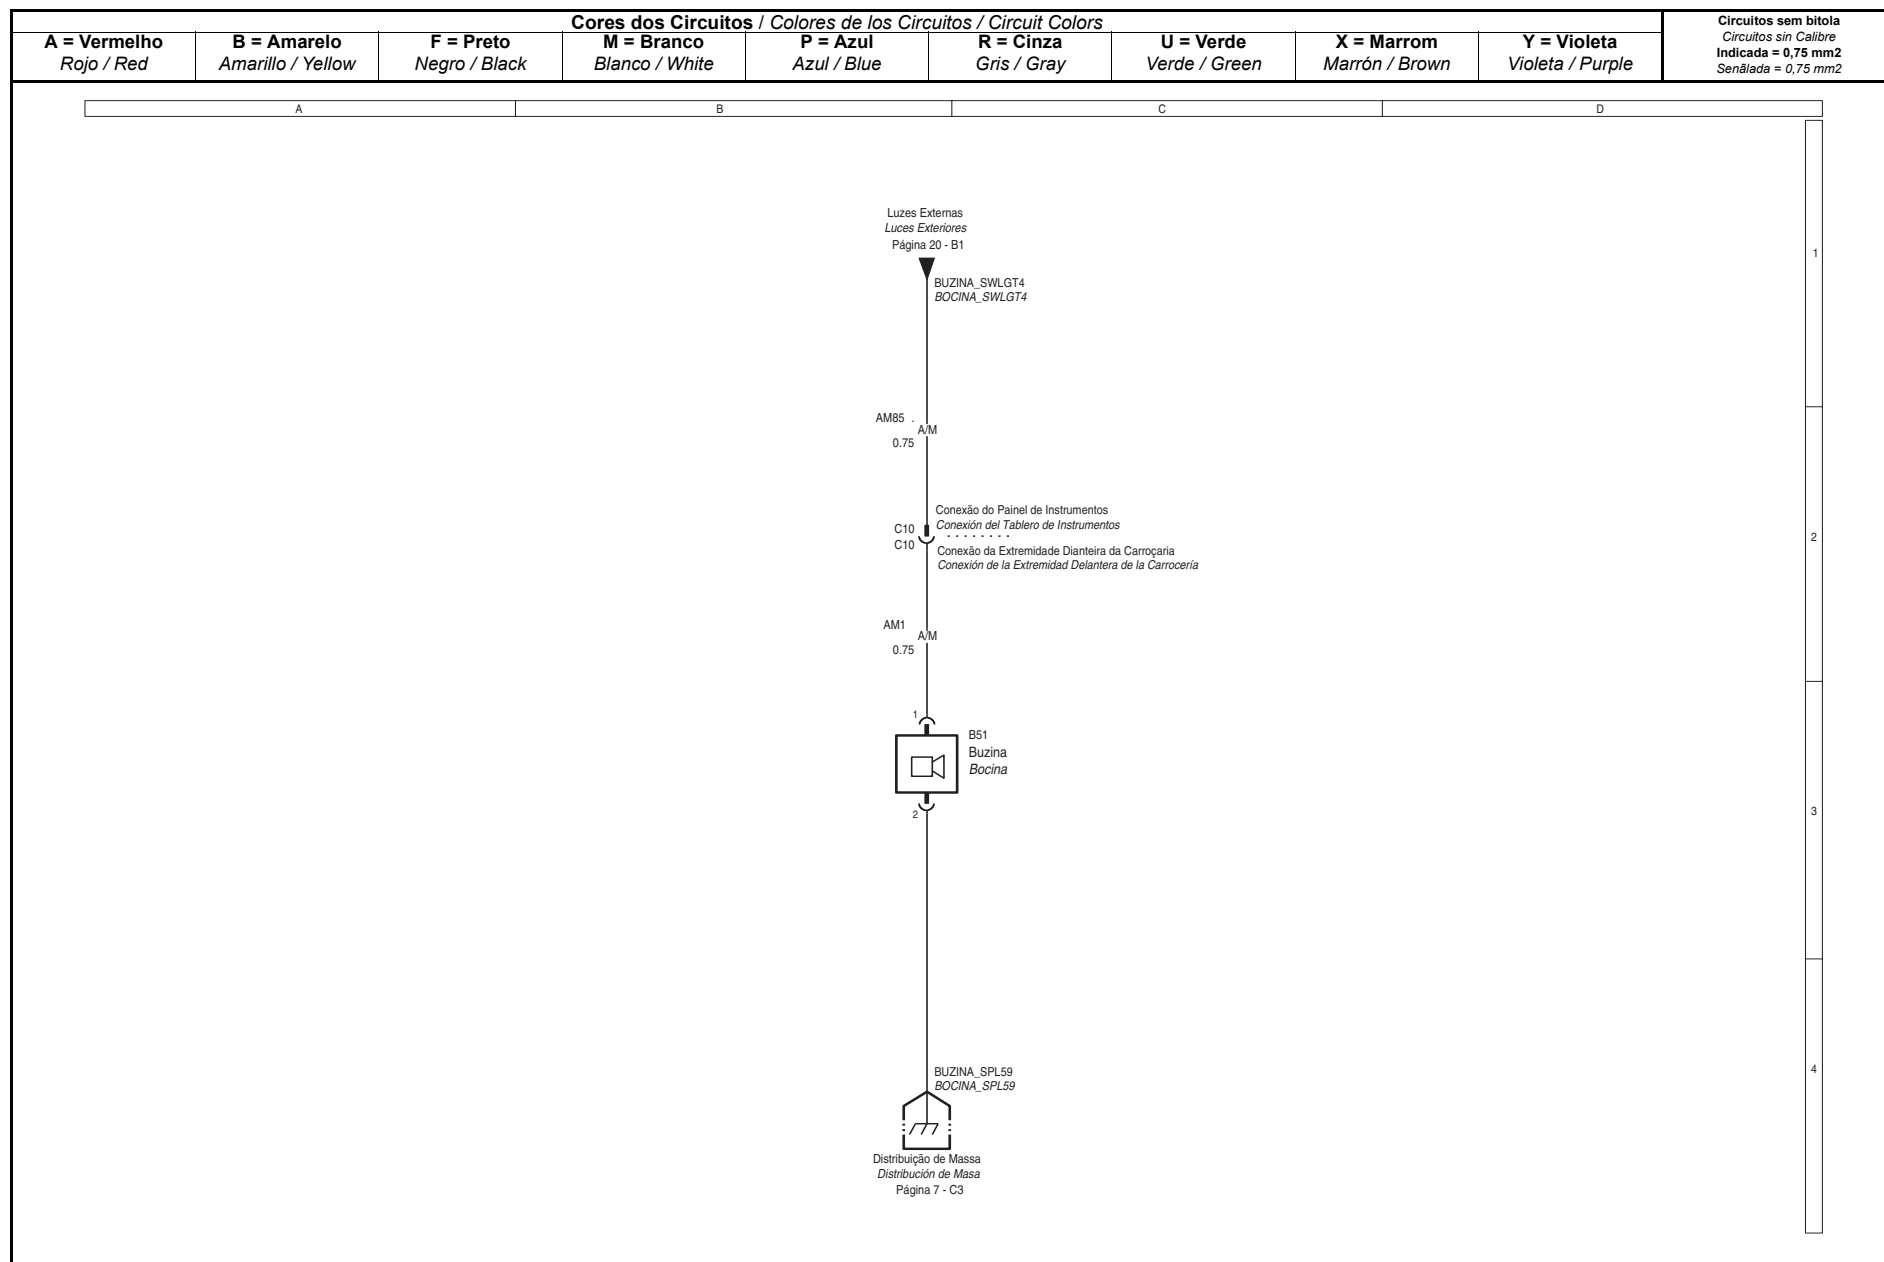 Cores dos Circuitos / Colores de los Circuitos / Circuit Colors
A = Vermelho
Rojo / Red
B = Amarelo
Amarillo / Yellow
F = Preto
Negro / Black
M = Branco
Blanco / White
P = Azul
Azul / Blue
R = Cinza
Gris / Gray
U = Verde
Verde / Green
X = Marrom
Marrón / Brown
Y = Violeta
Violeta / Purple
Circuitos sem bitola
Circuitos sin Calibre
Indicada = 0,75 mm2
Senãlada = 0,75 mm2
A
B
C
D
Luzes Externas
Luces Exteriores
Página 20 - B1
1
BUZINA_SWLGT4
BOCINA_SWLGT4
AM85 .
A/M
0.75
Conexão do Painel de Instrumentos
C10
Conexión del Tablero de Instrumentos
C10
Conexão da Extremidade Dianteira da Carroçaria
Conexión de la Extremidad Delantera de la Carrocería
2
AM1
A/M
0.75
1
B51
Buzina
Bocina
2
3
BUZINA_SPL59
BOCINA_SPL59
4
Distribuição de Massa
Distribución de Masa
Página 7 - C3